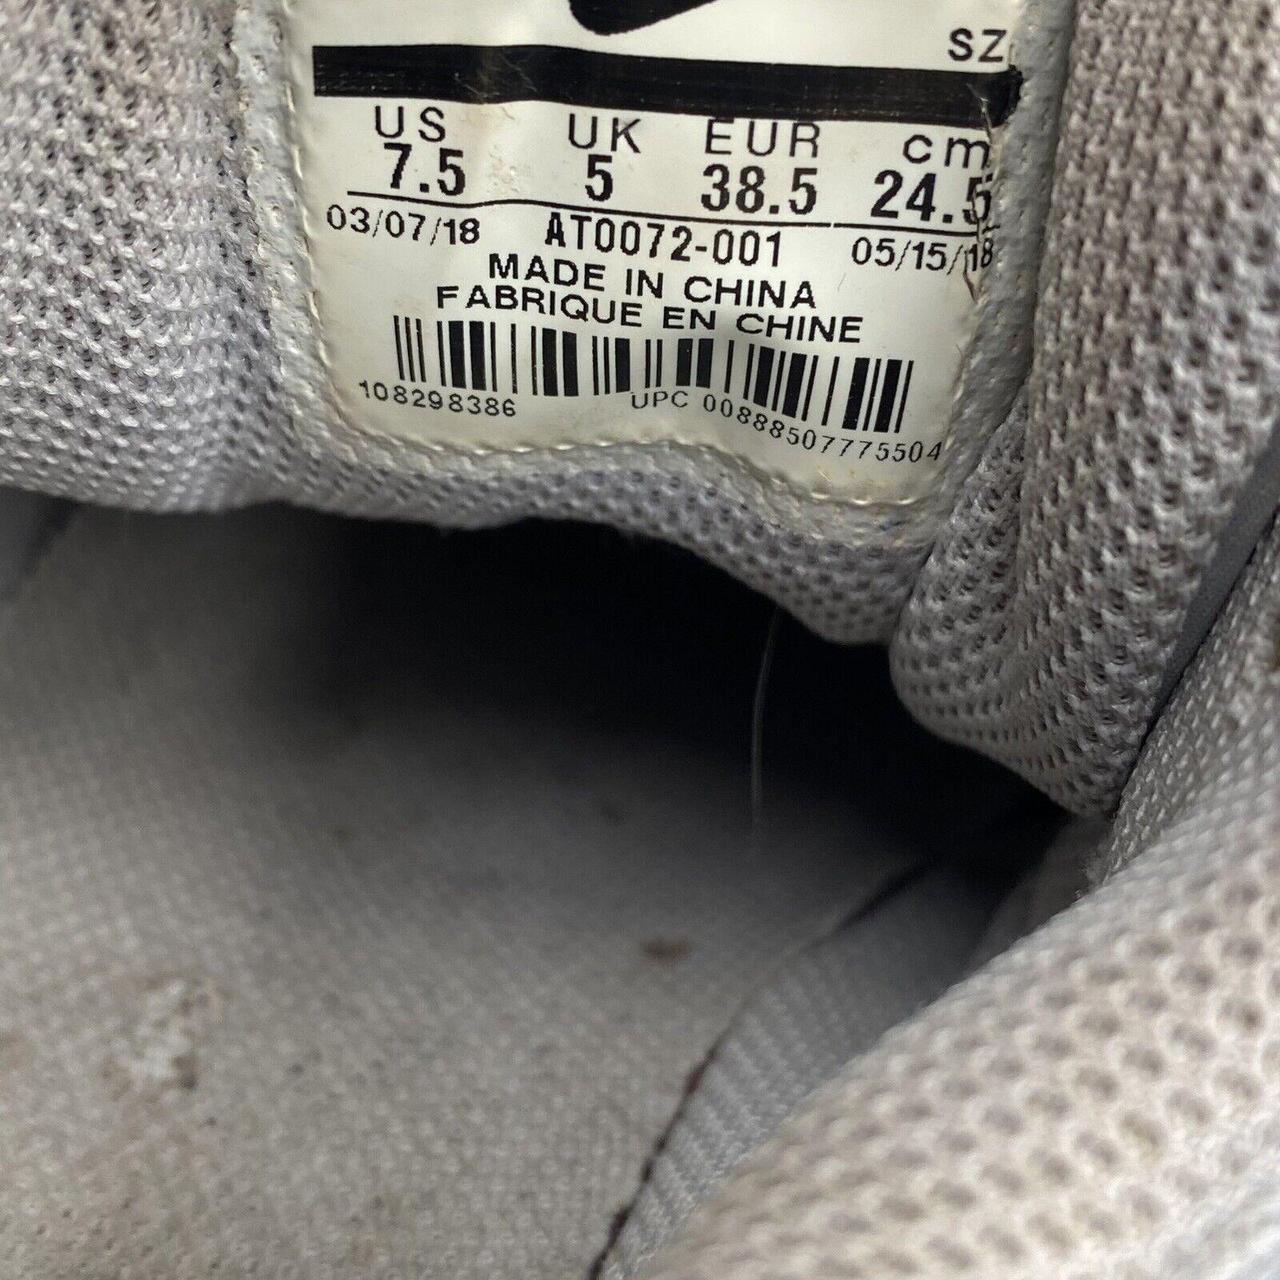 SZ
US UK EUR cm
7.5 5 38.5 24.5
03/07/18 AT0072-001 05/15/18
MADE IN CHINA
FABRIQUE EN CHINE
108298386 UPC 00888507775504